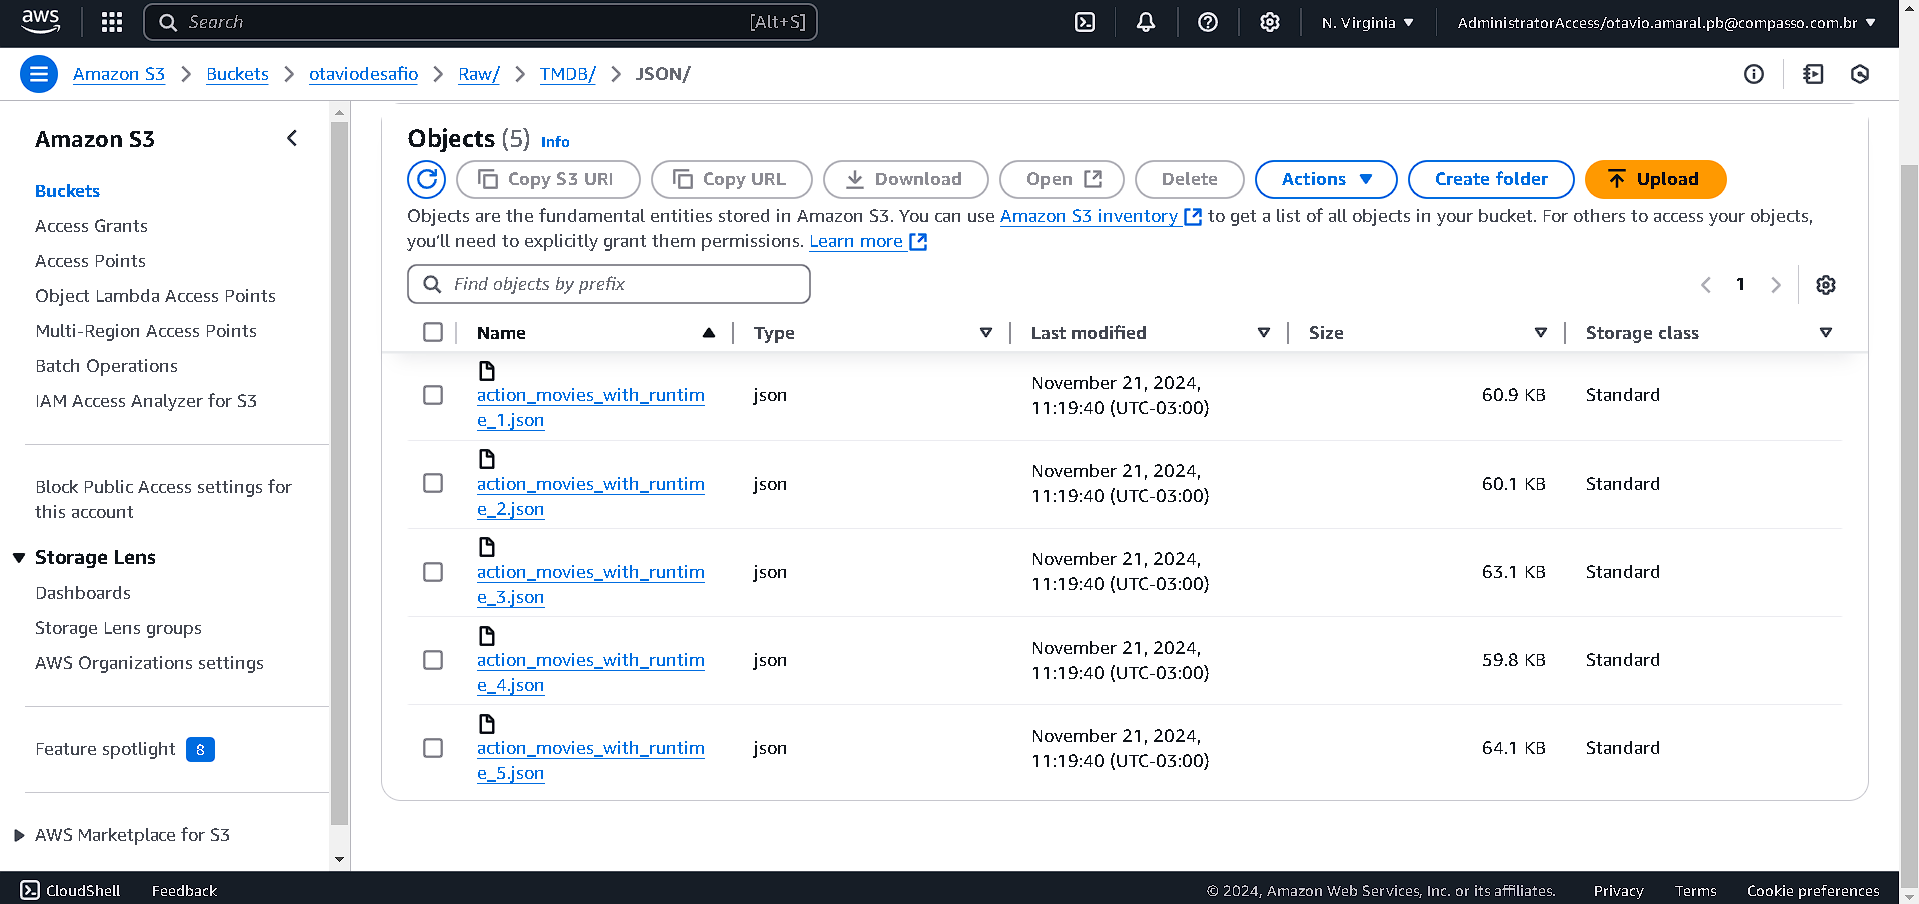 aws
Search
[Alt+S]
N. Virginia
AdministratorAccess/otavio.amaral.pb@compasso.com.br
Amazon S3
Buckets
otaviodesafio
Raw/
TMDB/
JSON/
Amazon S3
Buckets
Access Grants
Access Points
Object Lambda Access Points
Multi-Region Access Points
Batch Operations
IAM Access Analyzer for S3
Block Public Access settings for
this account
Storage Lens
Dashboards
Storage Lens groups
AWS Organizations settings
Feature spotlight 8
AWS Marketplace for S3
Objects (5) Info
Copy S3 URI
Copy URL
Download
Open
Delete
Actions
Create folder
Upload
Objects are the fundamental entities stored in Amazon S3. You can use Amazon S3 inventory to get a list of all objects in your bucket. For others to access your objects,
you'll need to explicitly grant them permissions. Learn more
Find objects by prefix
1
Name
Type
Last modified
Size
Storage class
action_movies_with_runtim
e_1.json
json
November 21, 2024,
11:19:40 (UTC-03:00)
60.9 KB
Standard
action_movies_with_runtim
e_2.json
json
November 21, 2024,
11:19:40 (UTC-03:00)
60.1 KB
Standard
action_movies_with_runtim
e_3.json
json
November 21, 2024,
11:19:40 (UTC-03:00)
63.1 KB
Standard
action_movies_with_runtim
e_4.json
json
November 21, 2024,
11:19:40 (UTC-03:00)
59.8 KB
Standard
action_movies_with_runtim
e_5.json
json
November 21, 2024,
11:19:40 (UTC-03:00)
64.1 KB
Standard
CloudShell
Feedback
© 2024, Amazon Web Services, Inc. or its affiliates.
Privacy
Terms
Cookie preferences